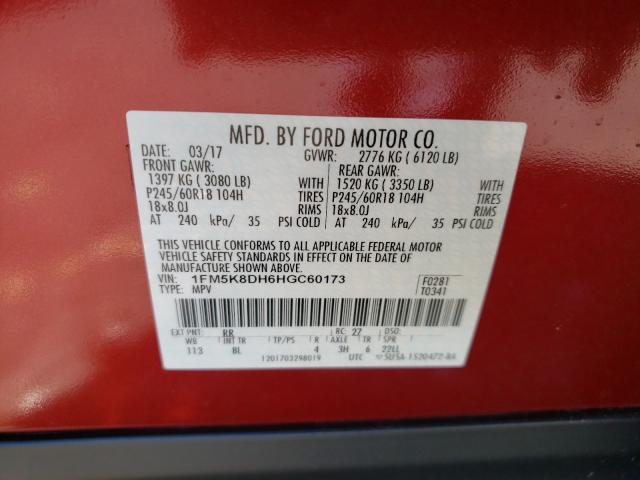 MFD. BY FORD MOTOR CO.
DATE: 03/17 GVWR: 2776 KG ( 6120 LB)
FRONT GAWR: REAR GAWR:
1397 KG ( 3080 LB) WITH 1520 KG ( 3350 LB) WITH
P245/60R18 104H TIRES P245/60R18 104H TIRES
18x8.0J RIMS 18x8.0J RIMS
AT 240 kPa/ 35 PSI COLD AT 240 kPa/ 35 PSI COLD
THIS VEHICLE CONFORMS TO ALL APPLICABLE FEDERAL MOTOR
VEHICLE SAFETY STANDARDS IN EFFECT ON THE DATE OF
MANUFACTURE SHOWN ABOVE.
VIN: 1FM5K8DH6HGC60173 F0281
TYPE: MPV T0341
EXT PNT: RR RC: 27 DSO:
WB INT TR TP/PS R AXLE TR SPR
113 BL 4 3H 6 22LL
1201703298019 UTC 5U5A-1520472-BA